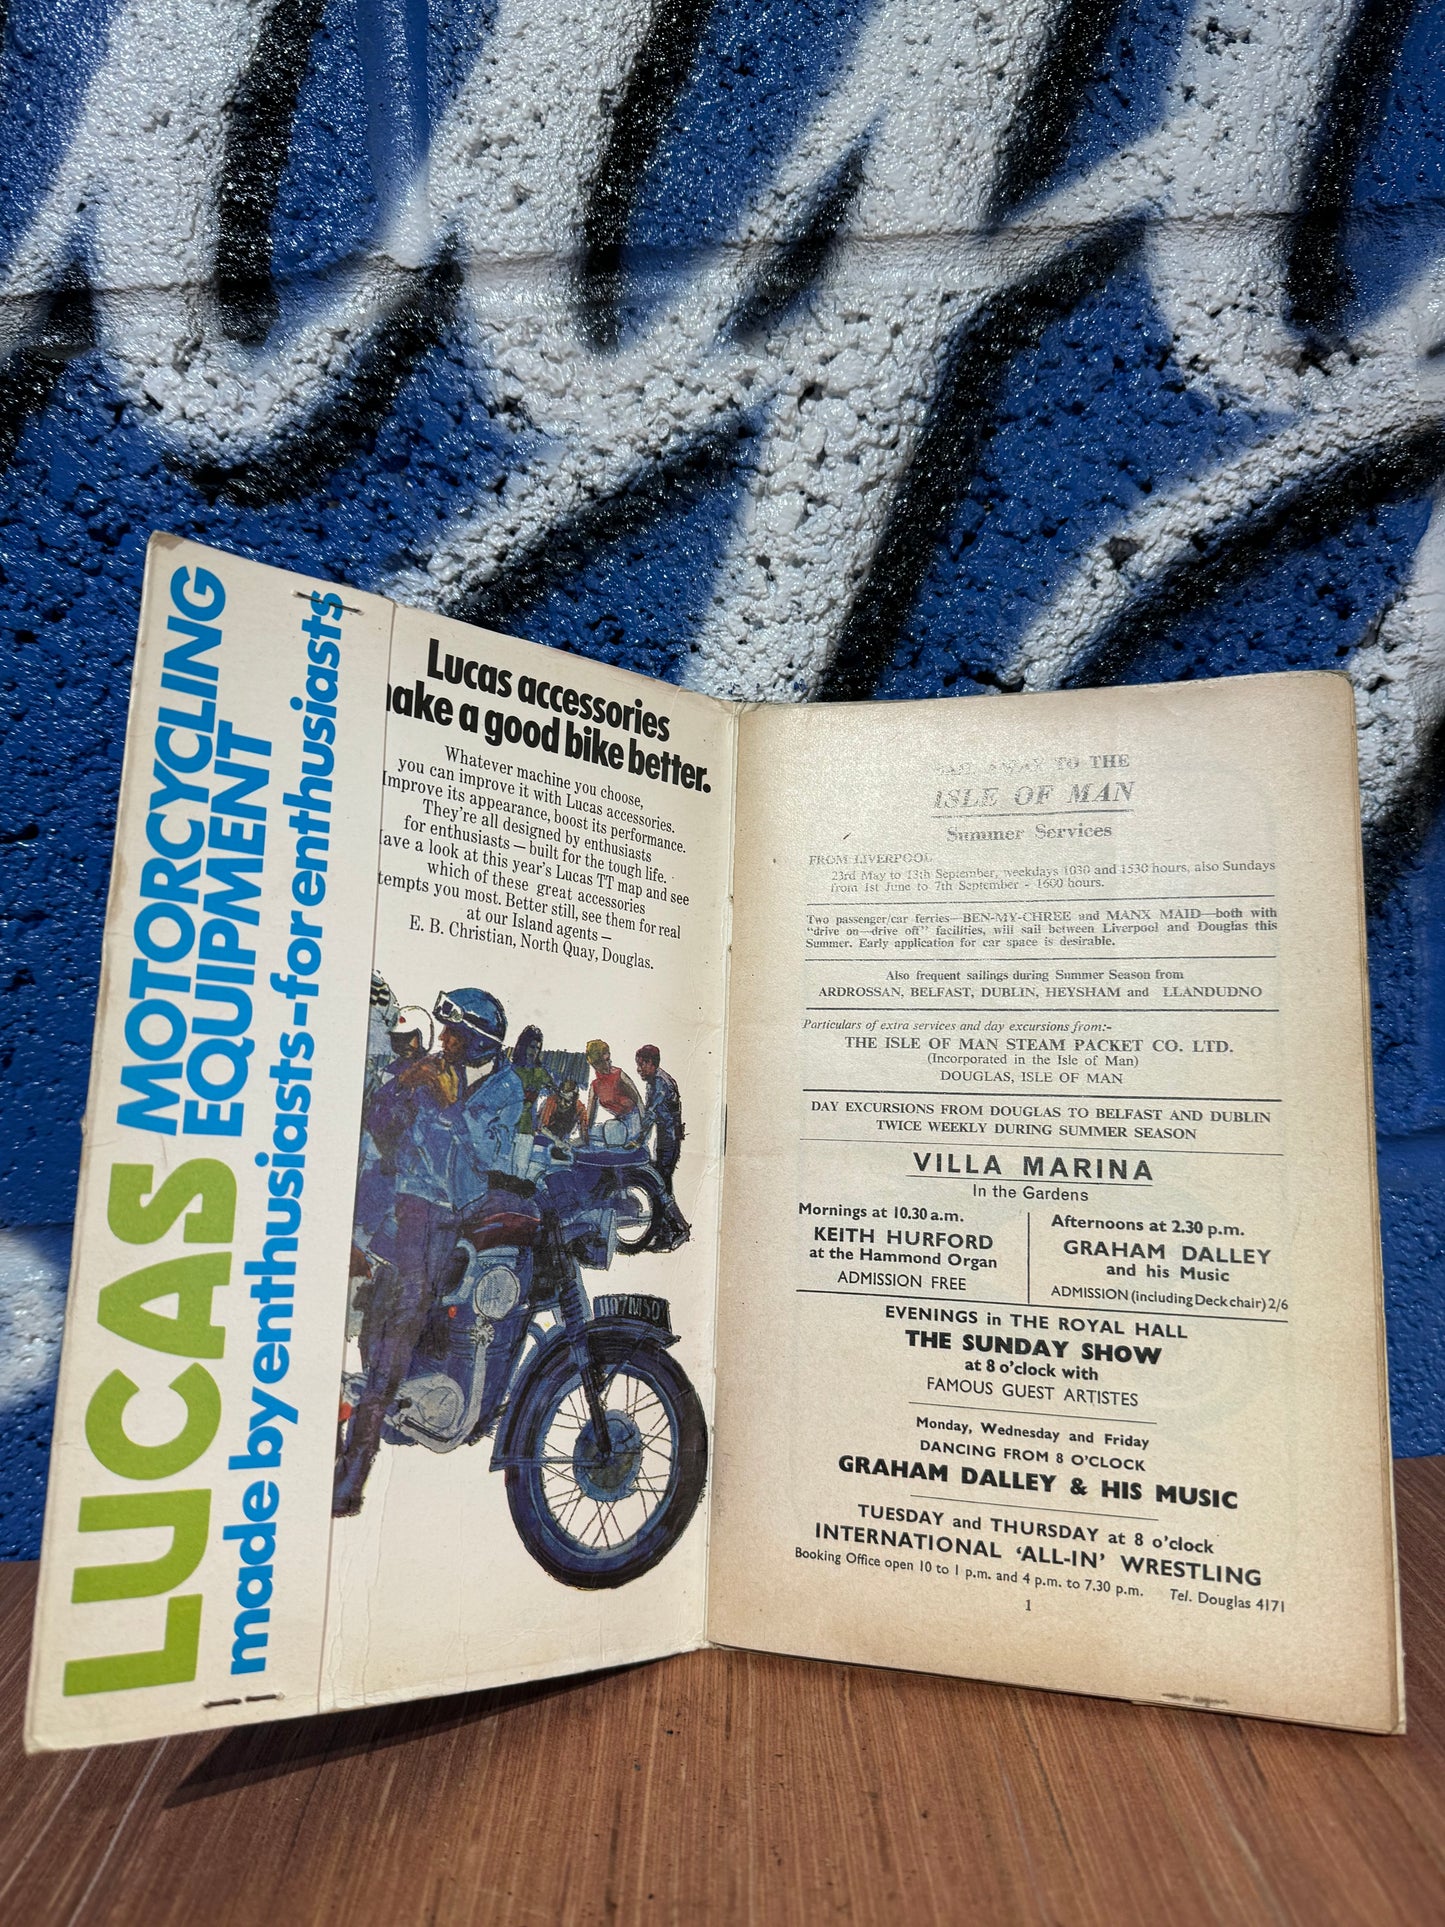 LUCAS MOTORCYCLING
EQUIPMENT
made by enthusiasts-for enthusiasts
Lucas accessories
a good bike better.
Whatever machine you choose,
you can improve it with Lucas accessories.
Improve its appearance, boost its performance.
They're all designed by enthusiasts
for enthusiasts – built for the tough life.
a look at this year's Lucas TT map and see
which of these great accessories
tempts you most. Better still, see them for real
at our Island agents –
E. B. Christian, North Quay, Douglas.
AWAY TO THE
ISLE OF MAN
Summer Services
FROM LIVERPOOL
23rd May to 13th September, weekdays 1030 and 1530 hours, also Sundays
from 1st June to 7th September - 1600 hours.
Two passenger/car ferries—BEN-MY-CHREE and MANX MAID—both with
"drive on—drive off" facilities, will sail between Liverpool and Douglas this
Summer. Early application for car space is desirable.
Also frequent sailings during Summer Season from
ARDROSSAN, BELFAST, DUBLIN, HEYSHAM and LLANDUDNO
Particulars of extra services and day excursions from:-
THE ISLE OF MAN STEAM PACKET CO. LTD.
(Incorporated in the Isle of Man)
DOUGLAS, ISLE OF MAN
DAY EXCURSIONS FROM DOUGLAS TO BELFAST AND DUBLIN
TWICE WEEKLY DURING SUMMER SEASON
VILLA MARINA
In the Gardens
Mornings at 10.30 a.m.
KEITH HURFORD
at the Hammond Organ
ADMISSION FREE
Afternoons at 2.30 p.m.
GRAHAM DALLEY
and his Music
ADMISSION (including Deck chair) 2/6
EVENINGS in THE ROYAL HALL
THE SUNDAY SHOW
at 8 o'clock with
FAMOUS GUEST ARTISTES
Monday, Wednesday and Friday
DANCING FROM 8 O'CLOCK
GRAHAM DALLEY & HIS MUSIC
TUESDAY and THURSDAY at 8 o'clock
INTERNATIONAL 'ALL-IN' WRESTLING
Booking Office open 10 to 1 p.m. and 4 p.m. to 7.30 p.m. Tel. Douglas 4171
1